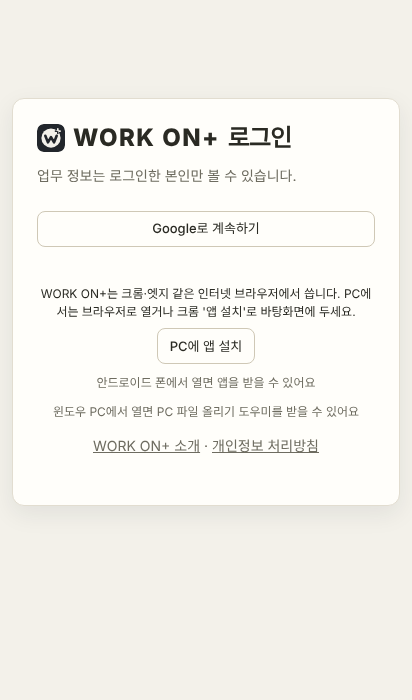 WORK ON+ 로그인
업무 정보는 로그인한 본인만 볼 수 있습니다.
Google로 계속하기
WORK ON+는 크롬·엣지 같은 인터넷 브라우저에서 씁니다. PC에
서는 브라우저로 열거나 크롬 '앱 설치'로 바탕화면에 두세요.
PC에 앱 설치
안드로이드 폰에서 열면 앱을 받을 수 있어요
윈도우 PC에서 열면 PC 파일 올리기 도우미를 받을 수 있어요
WORK ON+ 소개 · 개인정보 처리방침